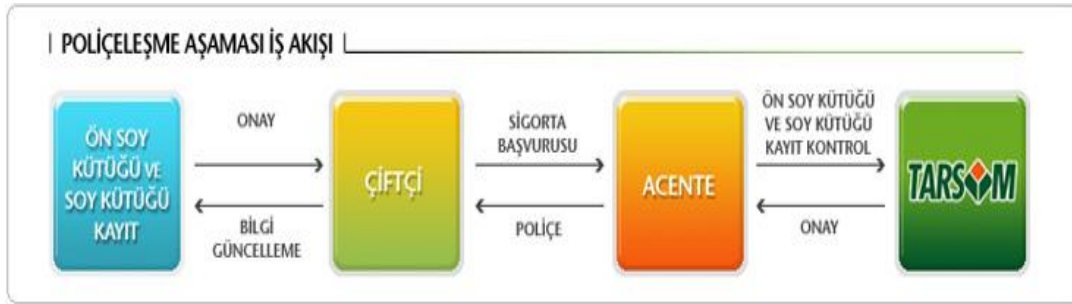 | POLİÇELEŞME AŞAMASI İŞ AKIŞI |
ÖN SOY
KÜTÜĞÜ VE
SOY KÜTÜĞÜ
KAYIT
ONAY
BİLGİ
GÜNCELLEME
ÇİFTÇİ
SİGORTA
BAŞVURUSU
POLİÇE
ACENTE
ÖN SOY KÜTÜĞÜ
VE SOY KÜTÜĞÜ
KAYIT KONTROL
ONAY
TARSİM